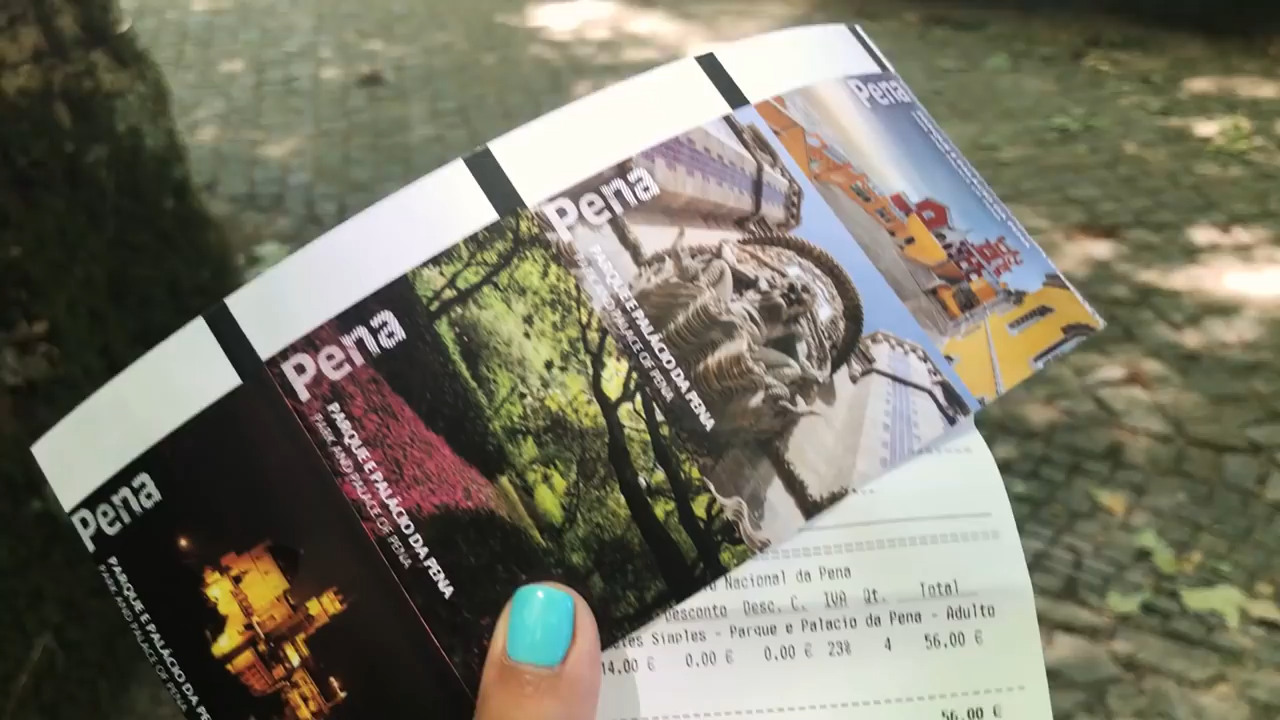 Pena
PARQUE E PALÁCIO DA PE
PARK AND PALACE OF PENA
Pena
PARQUE E PALÁCIO DA PENA
PARK AND PALACE OF PENA
Pena
PARQUE E PALÁCIO DA PENA
PARK AND PALACE OF PENA
Pena
Nacional da Pena
Desconto Desc. C. IVA Qt. Total
Simples - Parque e Palacio da Pena - Adulto
14.00 € 0.00 € 0.00 € 23% 4 56.00 €
56.00 €